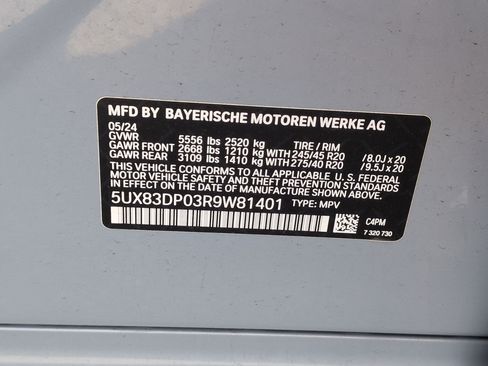 MFD BY BAYERISCHE MOTOREN WERKE AG
05/24
GVWR 5556 lbs 2520 kg TIRE / RIM
GAWR FRONT 2668 lbs 1210 kg WITH 245/45 R20 / 8.0J x 20
GAWR REAR 3109 lbs 1410 kg WITH 275/40 R20 / 9.5J x 20
THIS VEHICLE CONFORMS TO ALL APPLICABLE U.S. FEDERAL
MOTOR VEHICLE SAFETY STANDARDS IN EFFECT ON THE
DATE OF MANUFACTURE SHOWN ABOVE.
5UX83DP03R9W81401 TYPE: MPV
C4PM
7 320 730